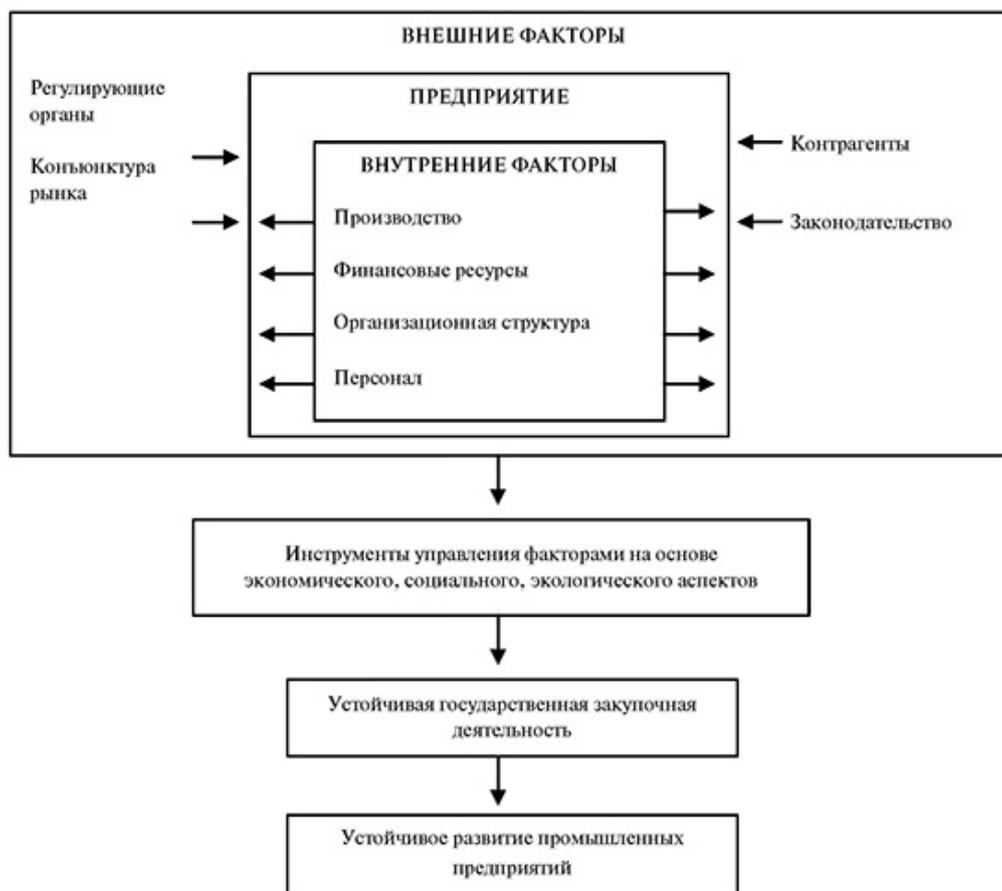 ВНЕШНИЕ ФАКТОРЫ
Регулирующие
органы
Конъюнктура
рынка
ПРЕДПРИЯТИЕ
ВНУТРЕННИЕ ФАКТОРЫ
Производство
Финансовые ресурсы
Организационная структура
Персонал
Контрагенты
Законодательство
Инструменты управления факторами на основе
экономического, социального, экологического аспектов
Устойчивая государственная закупочная
деятельность
Устойчивое развитие промышленных
предприятий